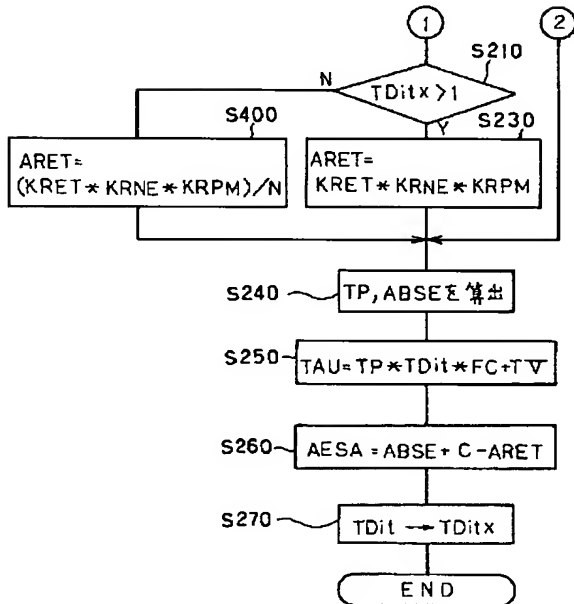 1
2
S210
TDitx>1
N
Y
S400
ARET=
(KRET*KRNE*KRPM)/N
S230
ARET=
KRET*KRNE*KRPM
S240
TP,ABSEを算出
S250
TAU=TP*TDit*FC+TV
S260
AESA=ABSE+C-ARET
S270
TDit→TDitx
END